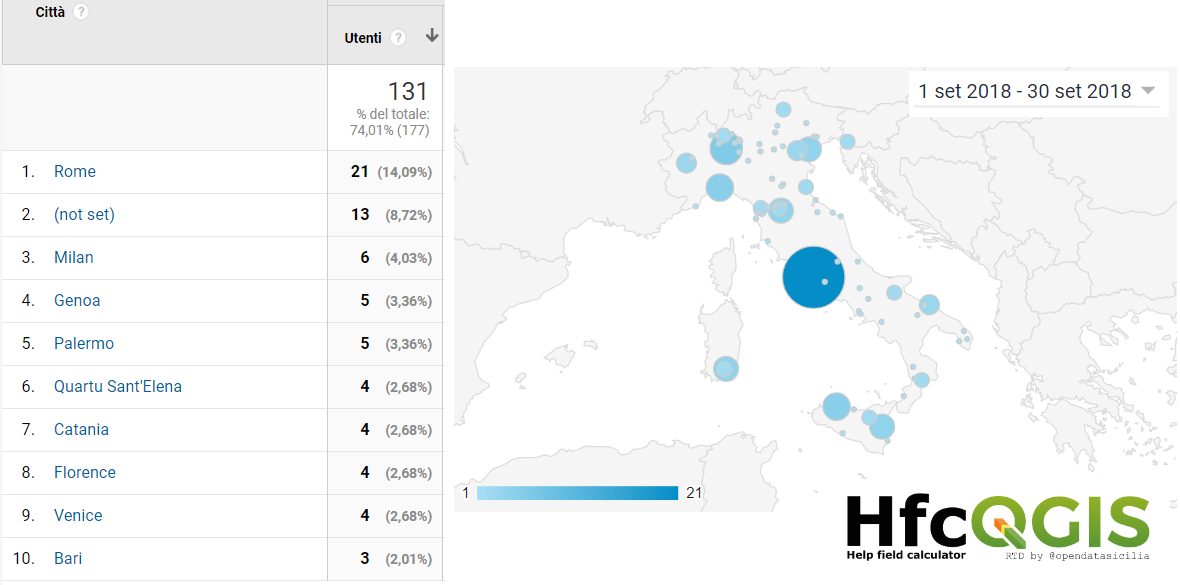 Città ?
Utenti ?
131
% del totale:
74,01% (177)
1. Rome 21 (14,09%)
2. (not set) 13 (8,72%)
3. Milan 6 (4,03%)
4. Genoa 5 (3,36%)
5. Palermo 5 (3,36%)
6. Quartu Sant'Elena 4 (2,68%)
7. Catania 4 (2,68%)
8. Florence 4 (2,68%)
9. Venice 4 (2,68%)
10. Bari 3 (2,01%)
1 set 2018 - 30 set 2018
1 21
HfcQGIS
Help field calculator RTD by @opendatasicilia